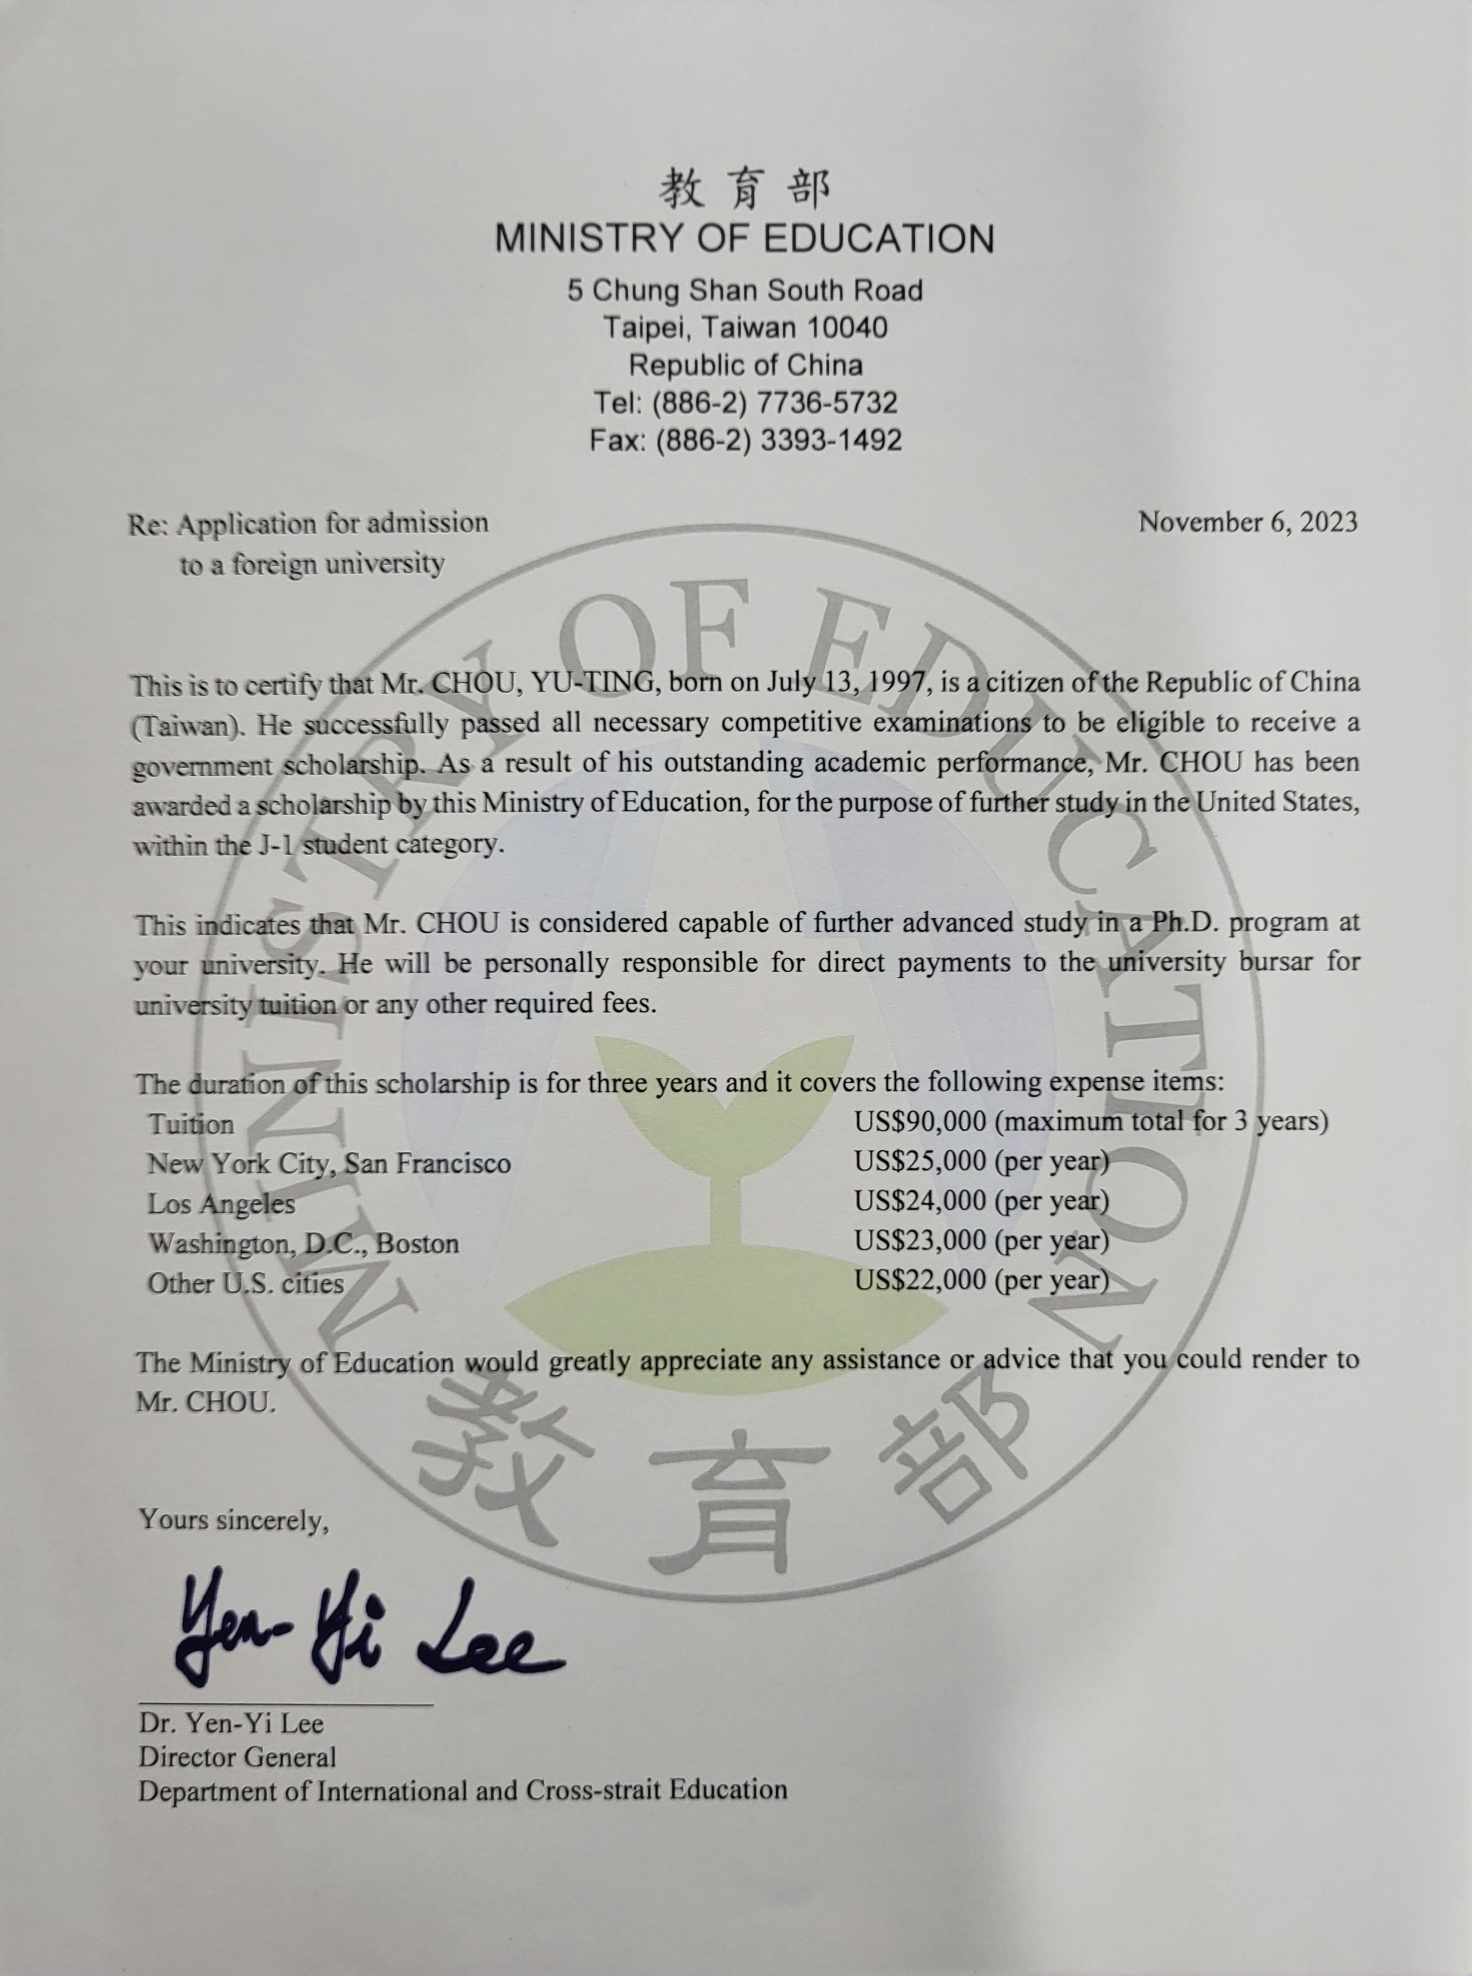 教育部
MINISTRY OF EDUCATION
5 Chung Shan South Road
Taipei, Taiwan 10040
Republic of China
Tel: (886-2) 7736-5732
Fax: (886-2) 3393-1492
Re: Application for admission
to a foreign university
November 6, 2023
This is to certify that Mr. CHOU, YU-TING, born on July 13, 1997, is a citizen of the Republic of China
(Taiwan). He successfully passed all necessary competitive examinations to be eligible to receive a
government scholarship. As a result of his outstanding academic performance, Mr. CHOU has been
awarded a scholarship by this Ministry of Education, for the purpose of further study in the United States,
within the J-1 student category.
This indicates that Mr. CHOU is considered capable of further advanced study in a Ph.D. program at
your university. He will be personally responsible for direct payments to the university bursar for
university tuition or any other required fees.
The duration of this scholarship is for three years and it covers the following expense items:
Tuition US$90,000 (maximum total for 3 years)
New York City, San Francisco US$25,000 (per year)
Los Angeles US$24,000 (per year)
Washington, D.C., Boston US$23,000 (per year)
Other U.S. cities US$22,000 (per year)
The Ministry of Education would greatly appreciate any assistance or advice that you could render to
Mr. CHOU.
Yours sincerely,
Yen-Yi Lee
Dr. Yen-Yi Lee
Director General
Department of International and Cross-strait Education
MINISTRY OF EDUCATION
教育部